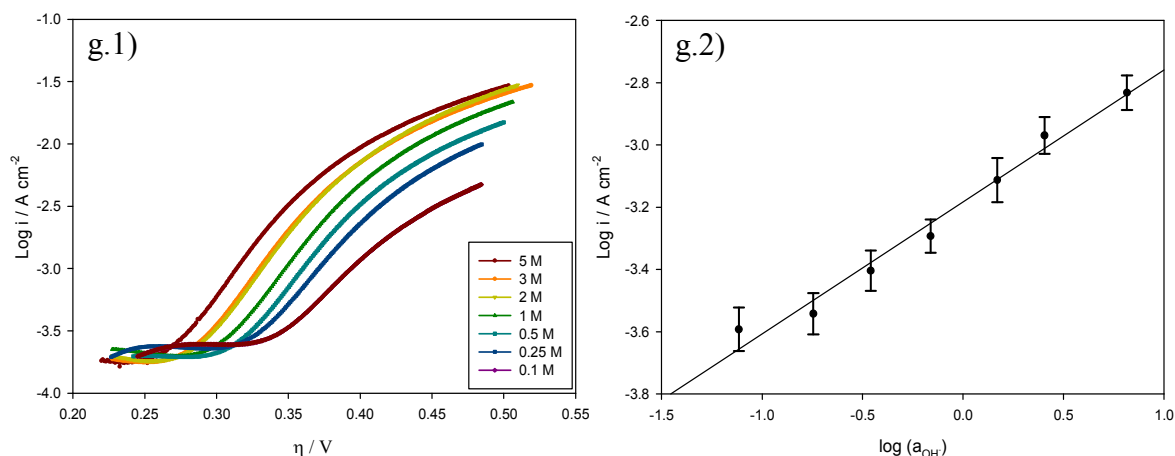 g.1)
-1.0
-1.5
-2.0
-2.5
-3.0
-3.5
-4.0
Log i / A cm⁻²
0.20 0.25 0.30 0.35 0.40 0.45 0.50 0.55
η / V
5 M
3 M
2 M
1 M
0.5 M
0.25 M
0.1 M
g.2)
-2.6
-2.8
-3.0
-3.2
-3.4
-3.6
-3.8
Log i / A cm⁻²
-1.5 -1.0 -0.5 0.0 0.5 1.0
log (a_OH⁻)